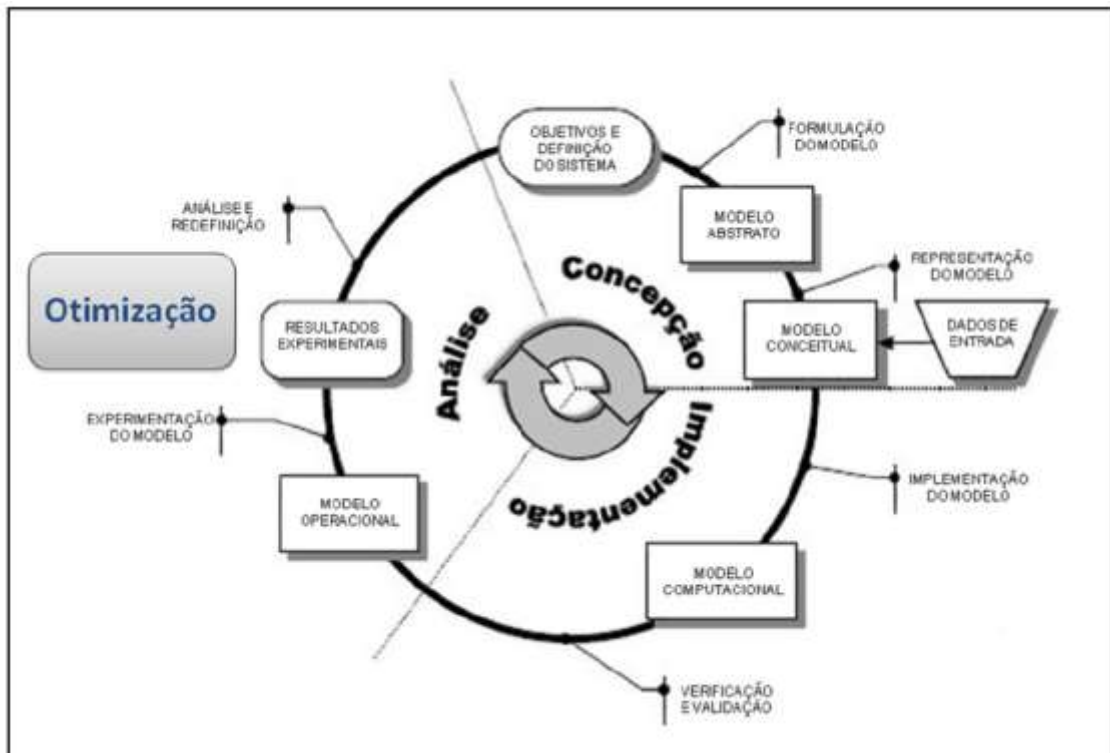 OBJETIVOS E
DEFINIÇÃO
DO SISTEMA
FORMULAÇÃO
DO MODELO
MODELO
ABSTRATO
REPRESENTAÇÃO
DO MODELO
MODELO
CONCEITUAL
DADOS DE
ENTRADA
Concepção
IMPLEMENTAÇÃO
DO MODELO
Implementação
MODELO
COMPUTACIONAL
VERIFICAÇÃO
E VALIDAÇÃO
MODELO
OPERACIONAL
EXPERIMENTAÇÃO
DO MODELO
Análise
RESULTADOS
EXPERIMENTAIS
Otimização
ANÁLISE E
REDEFINIÇÃO